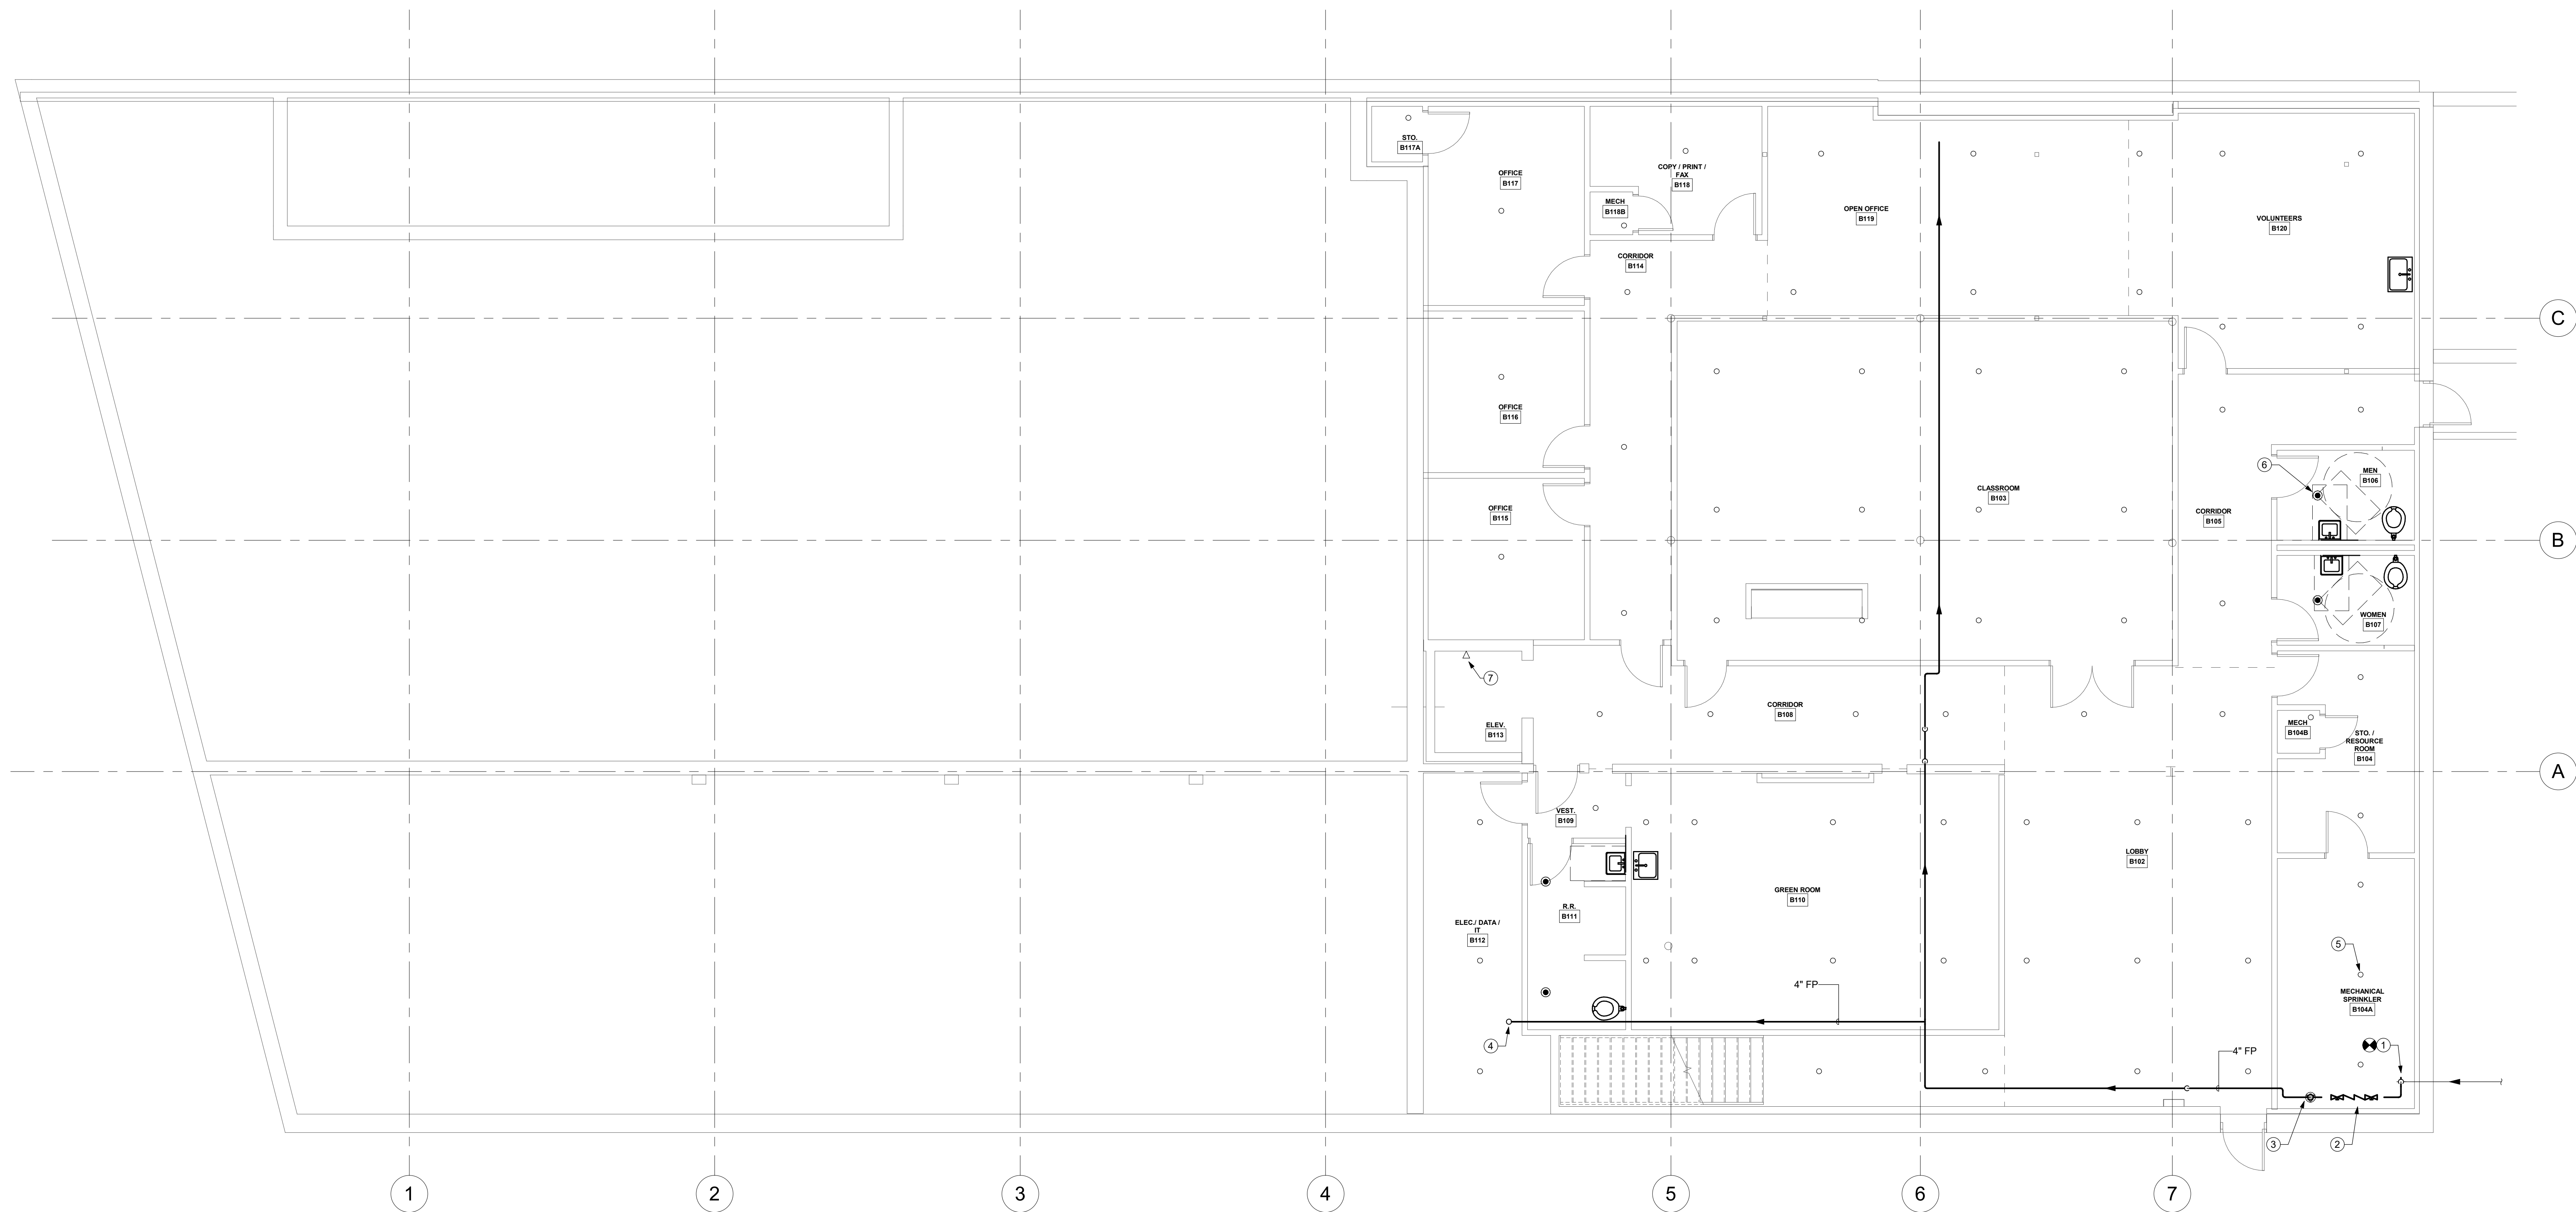 STO.
B117A
OFFICE
B117
COPY / PRINT /
FAX
B118
MECH
B118B
OPEN OFFICE
B119
VOLUNTEERS
B120
CORRIDOR
B114
C
OFFICE
B116
6
MEN
B106
CLASSROOM
B103
OFFICE
B115
CORRIDOR
B105
B
WOMEN
B107
7
CORRIDOR
B108
ELEV.
B113
MECH
B104B
STO. /
RESOURCE
ROOM
B104
A
VEST.
B109
LOBBY
B102
GREEN ROOM
B110
R.R.
B111
ELEC./ DATA /
IT
B112
5
4" FP
MECHANICAL
SPRINKLER
B104A
4
1
4" FP
3
2
1
2
3
4
5
6
7